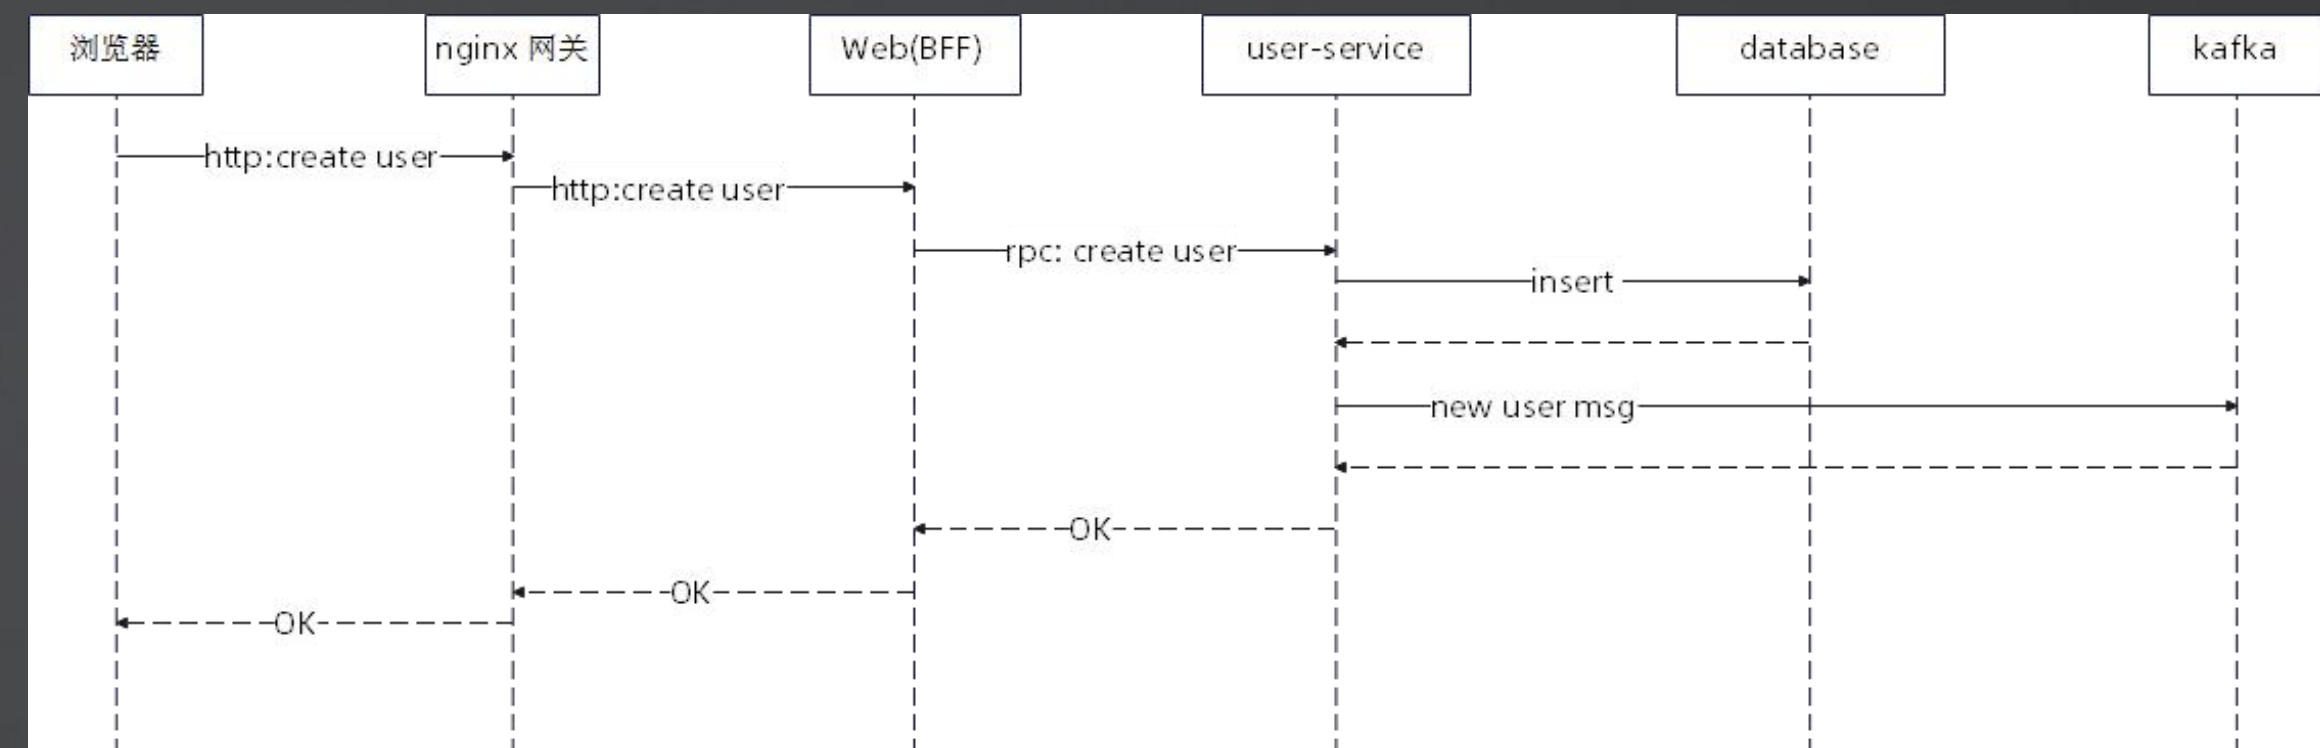 浏览器
nginx 网关
Web(BFF)
user-service
database
kafka
http:create user
http:create user
rpc: create user
insert
new user msg
OK
OK
OK